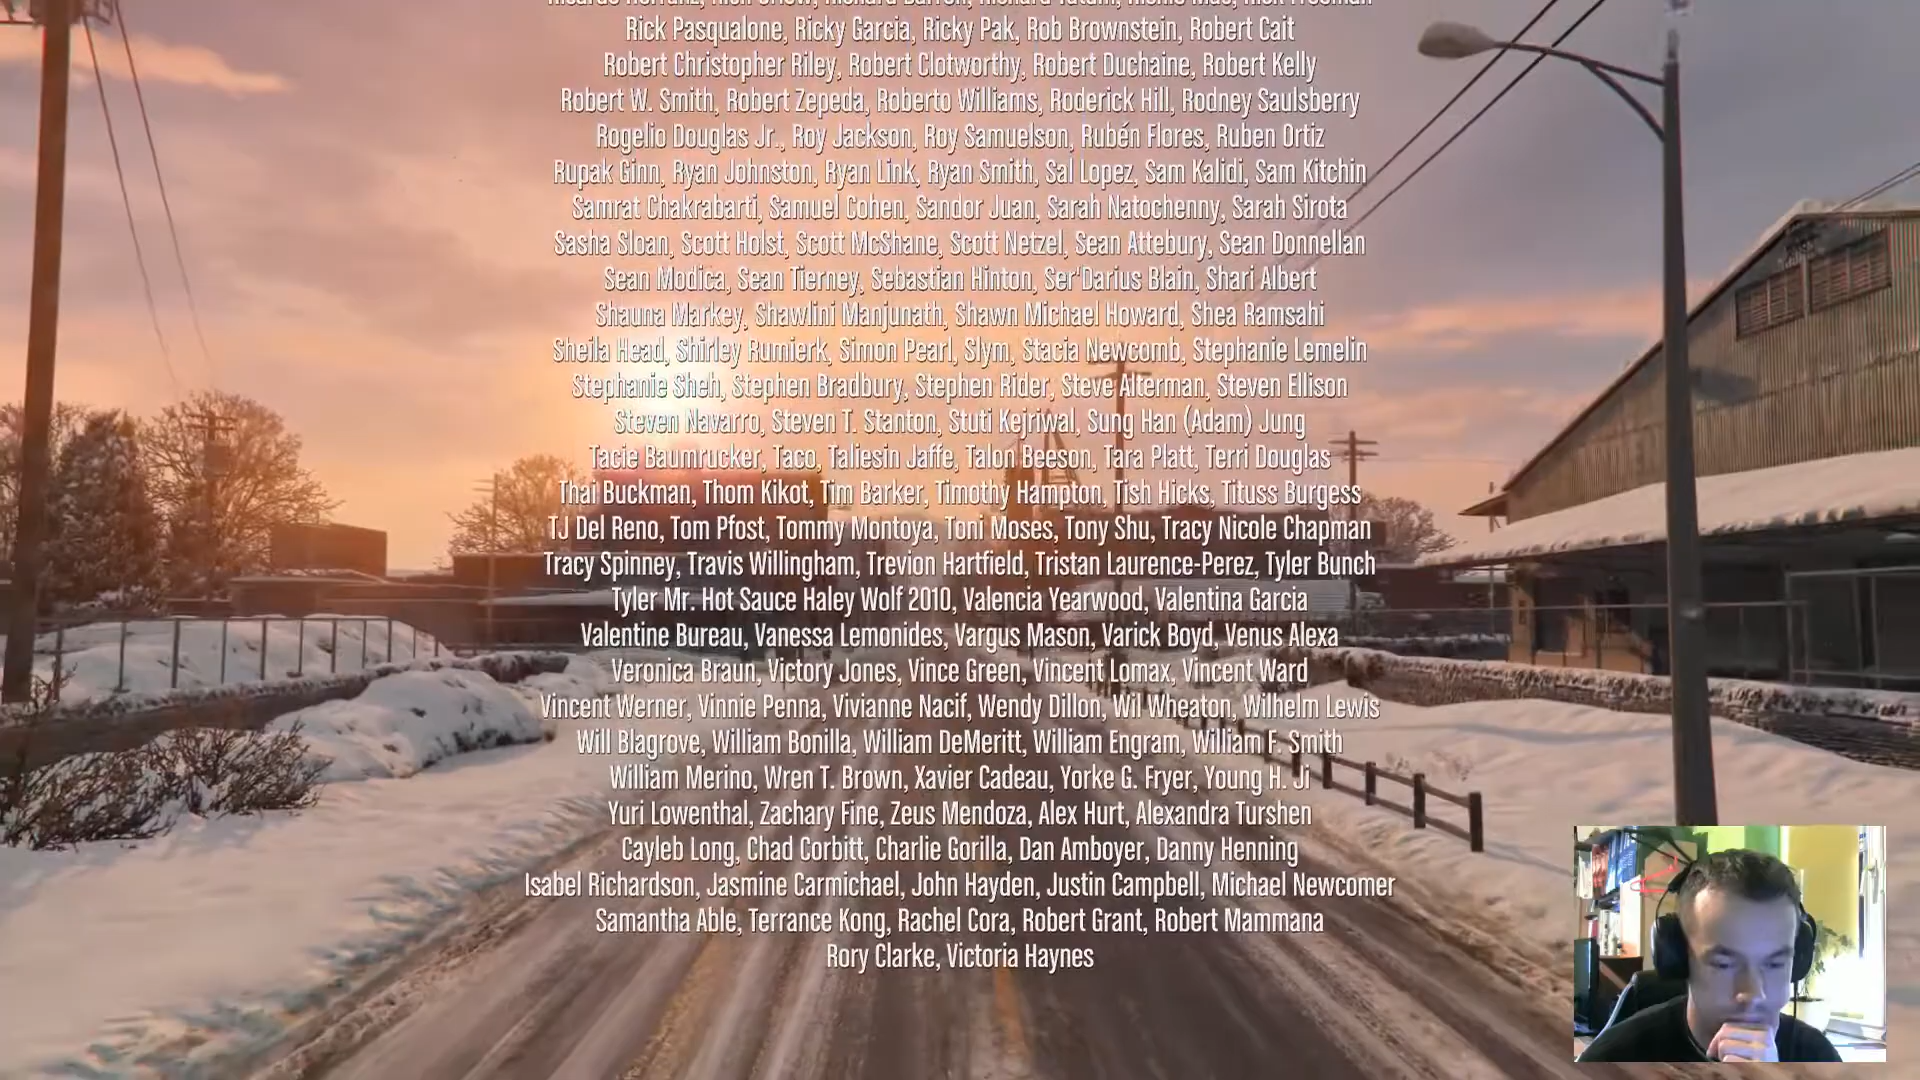 Rick Pasqualone, Ricky Garcia, Ricky Pak, Rob Brownstein, Robert Cait
Robert Christopher Riley, Robert Clotworthy, Robert Duchaine, Robert Kelly
Robert W. Smith, Robert Zepeda, Roberto Williams, Roderick Hill, Rodney Saulsberry
Rogelio Douglas Jr., Roy Jackson, Roy Samuelson, Rubén Flores, Ruben Ortiz
Rupak Ginn, Ryan Johnston, Ryan Link, Ryan Smith, Sal Lopez, Sam Kalidi, Sam Kitchin
Samrat Chakrabarti, Samuel Cohen, Sandor Juan, Sarah Natochenny, Sarah Sirota
Sasha Sloan, Scott Holst, Scott McShane, Scott Netzel, Sean Attebury, Sean Donnellan
Sean Modica, Sean Tierney, Sebastian Hinton, Ser'Darius Blain, Shari Albert
Shauna Markey, Shawlini Manjunath, Shawn Michael Howard, Shea Ramsahi
Sheila Head, Shirley Rumierk, Simon Pearl, Slym, Stacia Newcomb, Stephanie Lemelin
Stephanie Sheh, Stephen Bradbury, Stephen Rider, Steve Alterman, Steven Ellison
Steven Navarro, Steven T. Stanton, Stuti Kejriwal, Sung Han (Adam) Jung
Tacie Baumrucker, Taco, Taliesin Jaffe, Talon Beeson, Tara Platt, Terri Douglas
Thai Buckman, Thom Kikot, Tim Barker, Timothy Hampton, Tish Hicks, Tituss Burgess
TJ Del Reno, Tom Pfost, Tommy Montoya, Toni Moses, Tony Shu, Tracy Nicole Chapman
Tracy Spinney, Travis Willingham, Trevion Hartfield, Tristan Laurence-Perez, Tyler Bunch
Tyler Mr. Hot Sauce Haley Wolf 2010, Valencia Yearwood, Valentina Garcia
Valentine Bureau, Vanessa Lemonides, Vargus Mason, Varick Boyd, Venus Alexa
Veronica Braun, Victory Jones, Vince Green, Vincent Lomax, Vincent Ward
Vincent Werner, Vinnie Penna, Vivianne Nacif, Wendy Dillon, Wil Wheaton, Wilhelm Lewis
Will Blagrove, William Bonilla, William DeMeritt, William Engram, William F. Smith
William Merino, Wren T. Brown, Xavier Cadeau, Yorke G. Fryer, Young H. Ji
Yuri Lowenthal, Zachary Fine, Zeus Mendoza, Alex Hurt, Alexandra Turshen
Cayleb Long, Chad Corbitt, Charlie Gorilla, Dan Amboyer, Danny Henning
Isabel Richardson, Jasmine Carmichael, John Hayden, Justin Campbell, Michael Newcomer
Samantha Able, Terrance Kong, Rachel Cora, Robert Grant, Robert Mammana
Rory Clarke, Victoria Haynes